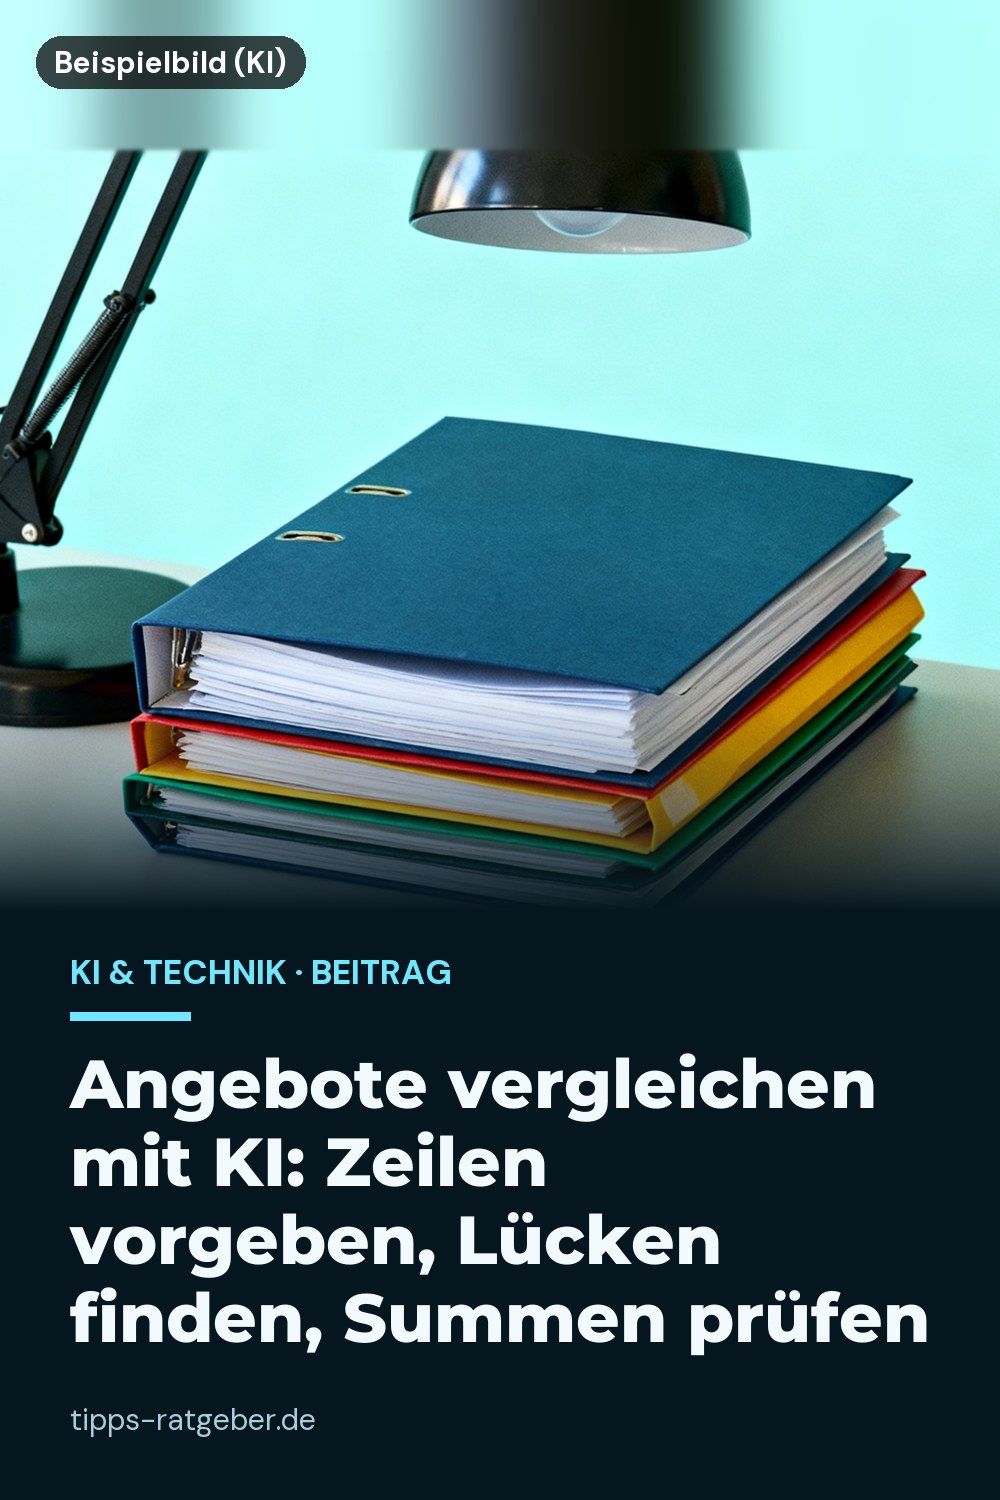 Beispielbild (KI)
KI & TECHNIK · BEITRAG
Angebote vergleichen
mit KI: Zeilen
vorgeben, Lücken
finden, Summen prüfen
tipps-ratgeber.de